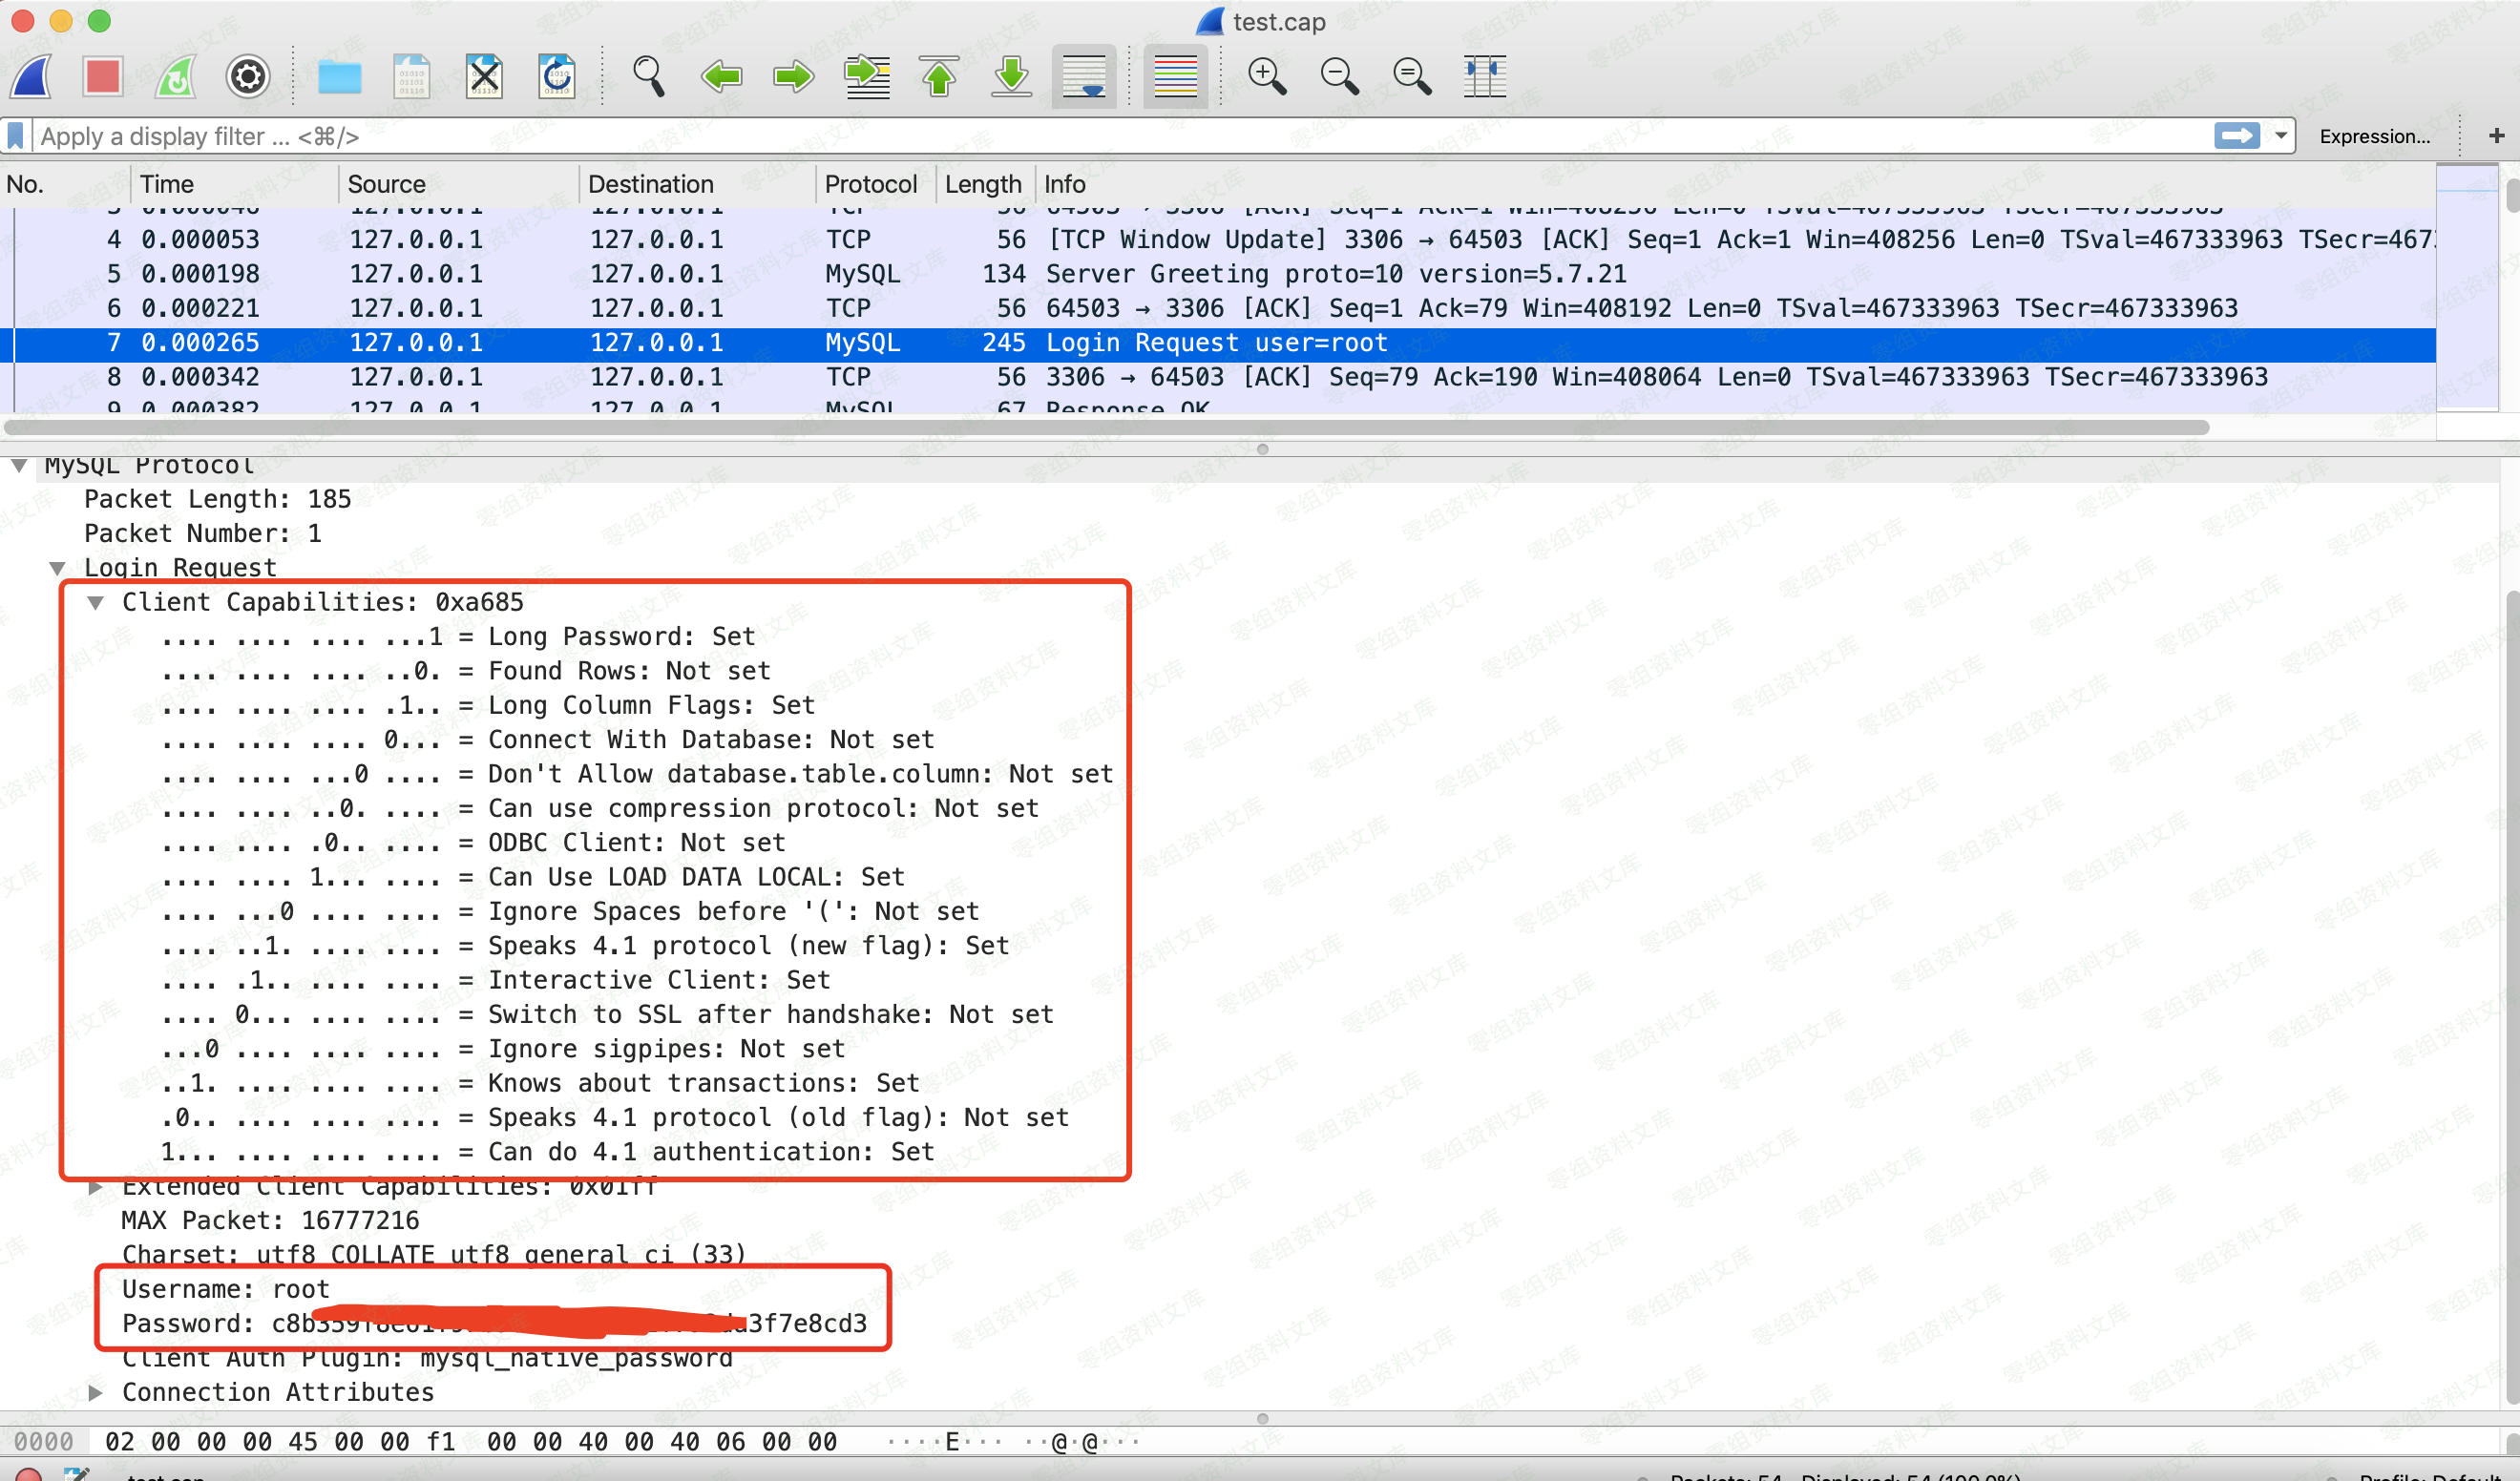 test.cap
Apply a display filter ... <⌘/>
Expression...
+
No. Time Source Destination Protocol Length Info
4 0.000053 127.0.0.1 127.0.0.1 TCP 56 [TCP Window Update] 3306 → 64503 [ACK] Seq=1 Ack=1 Win=408256 Len=0 TSval=467333963 TSecr=467
5 0.000198 127.0.0.1 127.0.0.1 MySQL 134 Server Greeting proto=10 version=5.7.21
6 0.000221 127.0.0.1 127.0.0.1 TCP 56 64503 → 3306 [ACK] Seq=1 Ack=79 Win=408192 Len=0 TSval=467333963 TSecr=467333963
7 0.000265 127.0.0.1 127.0.0.1 MySQL 245 Login Request user=root
8 0.000342 127.0.0.1 127.0.0.1 TCP 56 3306 → 64503 [ACK] Seq=79 Ack=190 Win=408064 Len=0 TSval=467333963 TSecr=467333963
9 0.000382 127.0.0.1 127.0.0.1 MySQL 67 Response OK
MySQL Protocol
Packet Length: 185
Packet Number: 1
Login Request
Client Capabilities: 0xa685
.... .... .... ...1 = Long Password: Set
.... .... .... ..0. = Found Rows: Not set
.... .... .... .1.. = Long Column Flags: Set
.... .... .... 0... = Connect With Database: Not set
.... .... ...0 .... = Don't Allow database.table.column: Not set
.... .... ..0. .... = Can use compression protocol: Not set
.... .... .0.. .... = ODBC Client: Not set
.... .... 1... .... = Can Use LOAD DATA LOCAL: Set
.... ...0 .... .... = Ignore Spaces before '(': Not set
.... ..1. .... .... = Speaks 4.1 protocol (new flag): Set
.... .1.. .... .... = Interactive Client: Set
.... 0... .... .... = Switch to SSL after handshake: Not set
...0 .... .... .... = Ignore sigpipes: Not set
..1. .... .... .... = Knows about transactions: Set
.0.. .... .... .... = Speaks 4.1 protocol (old flag): Not set
1... .... .... .... = Can do 4.1 authentication: Set
Extended Client Capabilities: 0x01ff
MAX Packet: 16777216
Charset: utf8 COLLATE utf8_general_ci (33)
Username: root
Password: c8b 3f7e8cd3
Client Auth Plugin: mysql_native_password
Connection Attributes
0000 02 00 00 00 45 00 00 f1 00 00 40 00 40 06 00 00 ····E··· ··@·@···
test.cap
Packets: 54 · Displayed: 54 (100.0%)
Profile: Default
零组资料文库